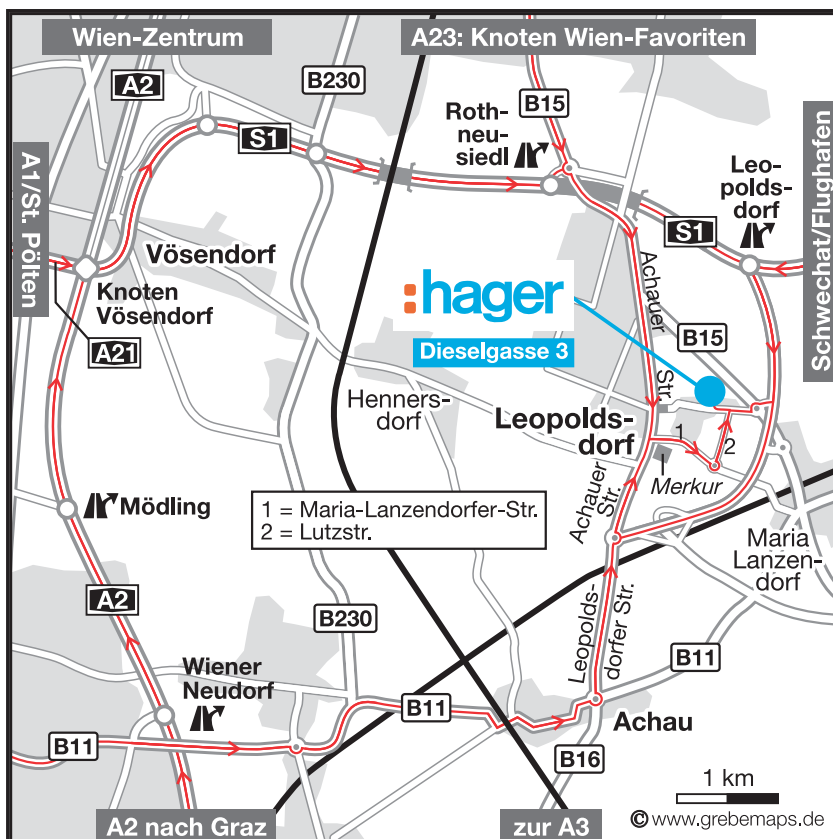 Wien-Zentrum
A23: Knoten Wien-Favoriten
A2
B230
B15
Roth-
neu-
siedl
S1
Leo-
polds-
dorf
A1/St. Pölten
Schwechat/Flughafen
S1
Vösendorf
Knoten
Vösendorf
A21
:hager
Dieselgasse 3
Achauer
Str.
B15
Henners-
dorf
Leopolds-
dorf
1
2
Merkur
Mödling
1 = Maria-Lanzendorfer-Str.
2 = Lutzstr.
Achauer
Str.
Maria
Lanzen-
dorf
A2
B230
Leopolds-
dorfer Str.
B11
Wiener
Neudorf
B11
B11
Achau
B16
1 km
A2 nach Graz
zur A3
© www.grebemaps.de